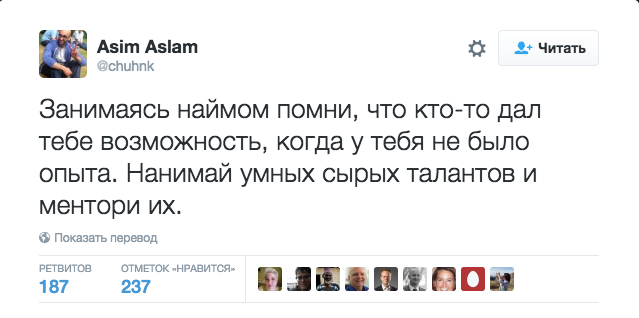 Asim Aslam
@chuhnk
Читать
Занимаясь наймом помни, что кто-то дал
тебе возможность, когда у тебя не было
опыта. Нанимай умных сырых талантов и
ментори их.
Показать перевод
РЕТВИТОВ
187
ОТМЕТОК «НРАВИТСЯ»
237